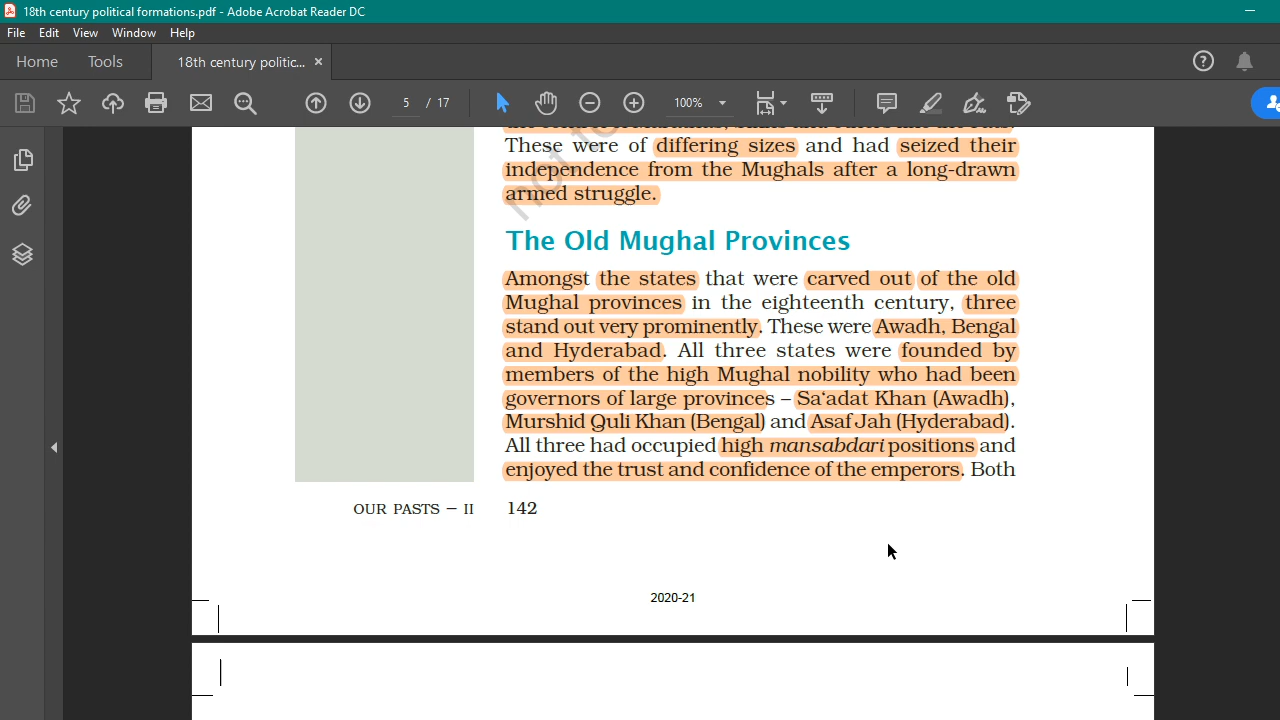 18th century political formations.pdf - Adobe Acrobat Reader DC
File Edit View Window Help
Home Tools 18th century politic... ×
5 / 17 100%
These were of differing sizes and had seized their
independence from the Mughals after a long-drawn
armed struggle.
The Old Mughal Provinces
Amongst the states that were carved out of the old
Mughal provinces in the eighteenth century, three
stand out very prominently. These were Awadh, Bengal
and Hyderabad. All three states were founded by
members of the high Mughal nobility who had been
governors of large provinces – Sa‘adat Khan (Awadh),
Murshid Quli Khan (Bengal) and Asaf Jah (Hyderabad).
All three had occupied high mansabdari positions and
enjoyed the trust and confidence of the emperors. Both
OUR PASTS – II 142
2020-21